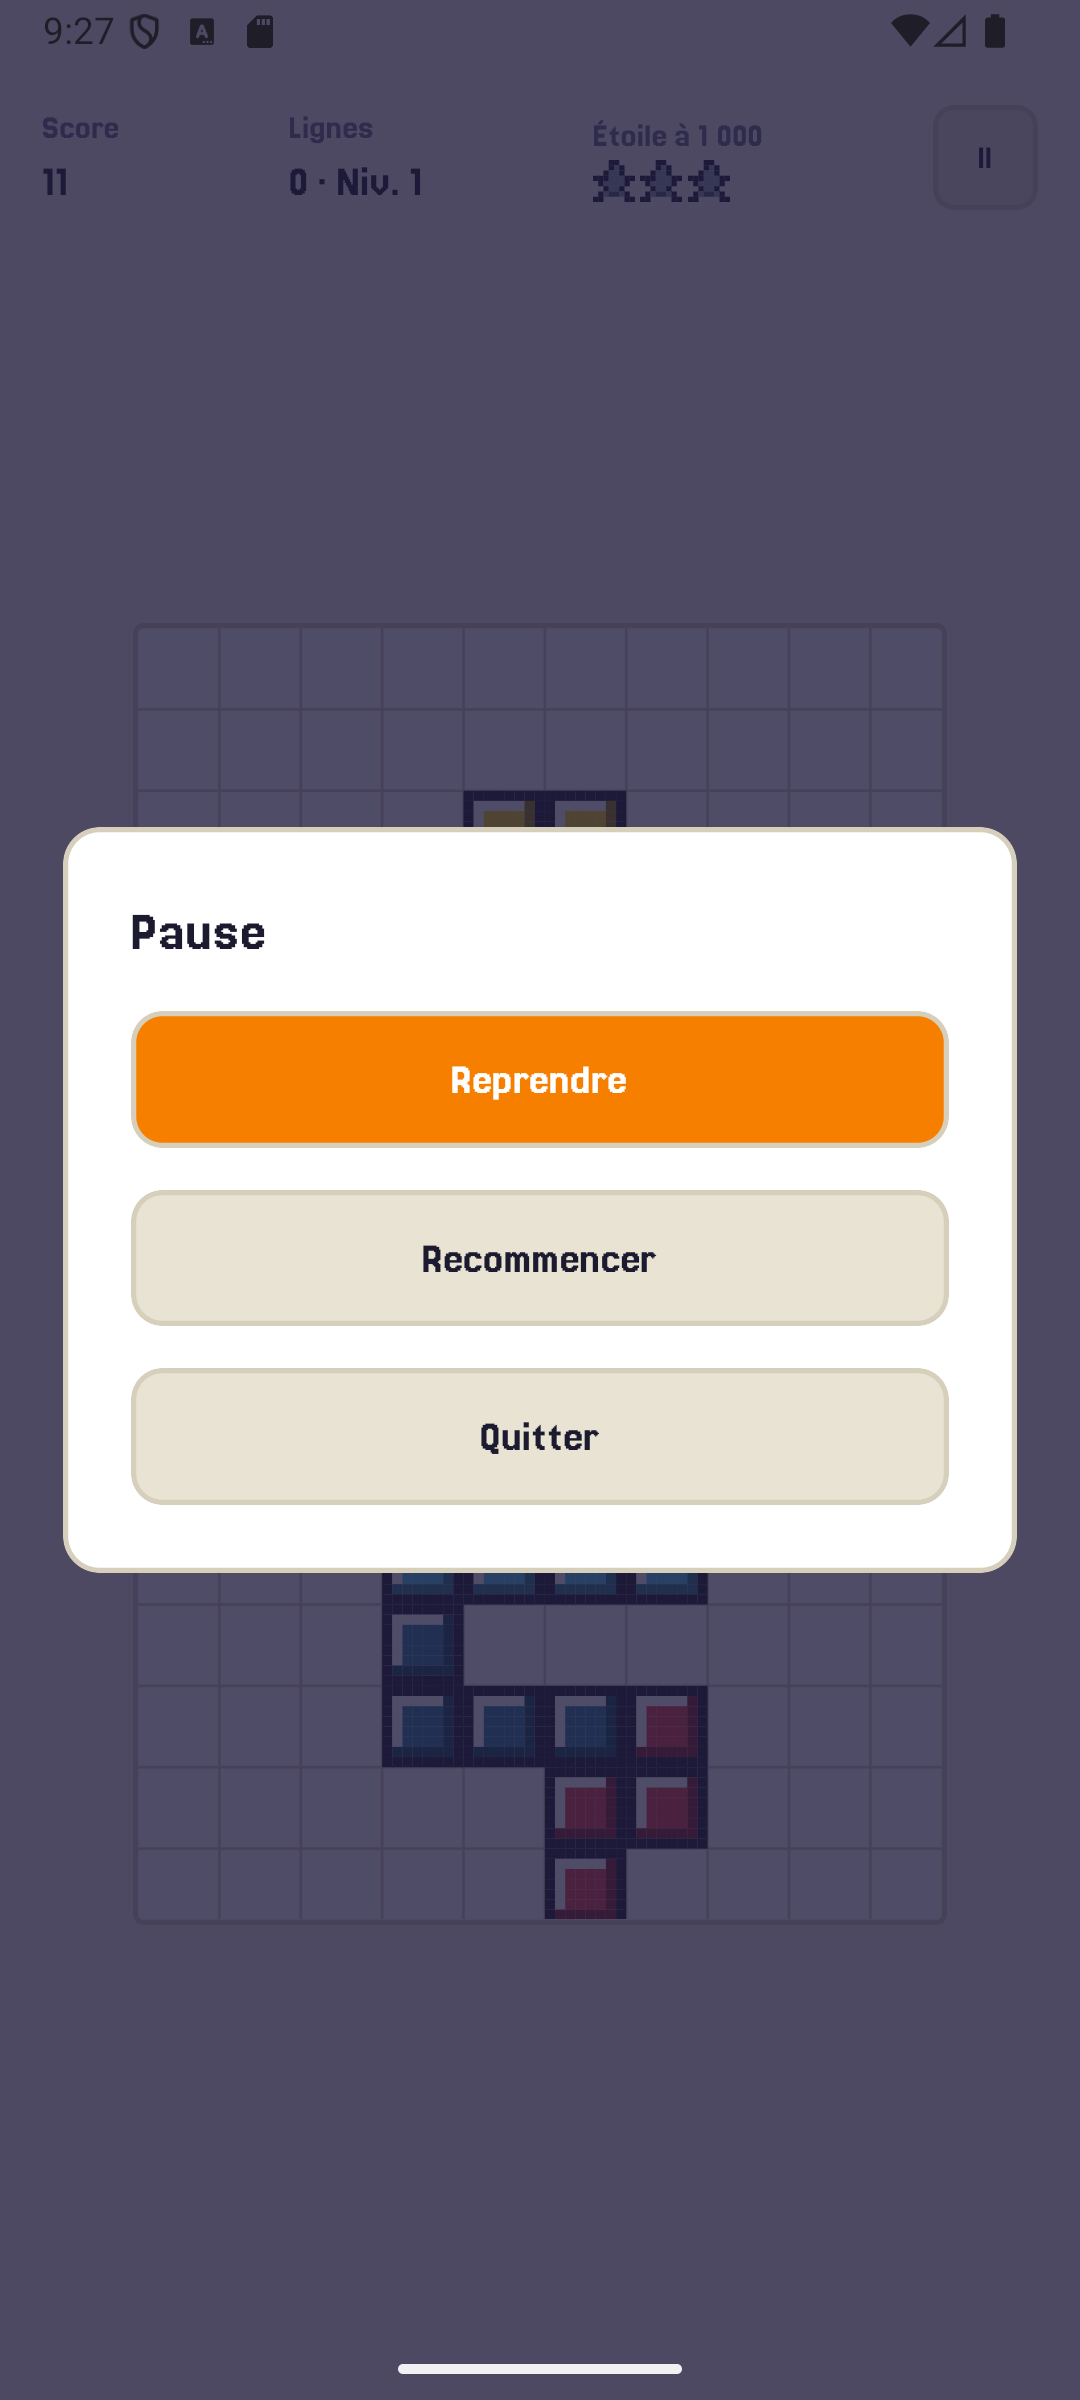 9:27
Score
11
Lignes
0 · Niv. 1
Étoile à 1 000
Pause
Reprendre
Recommencer
Quitter